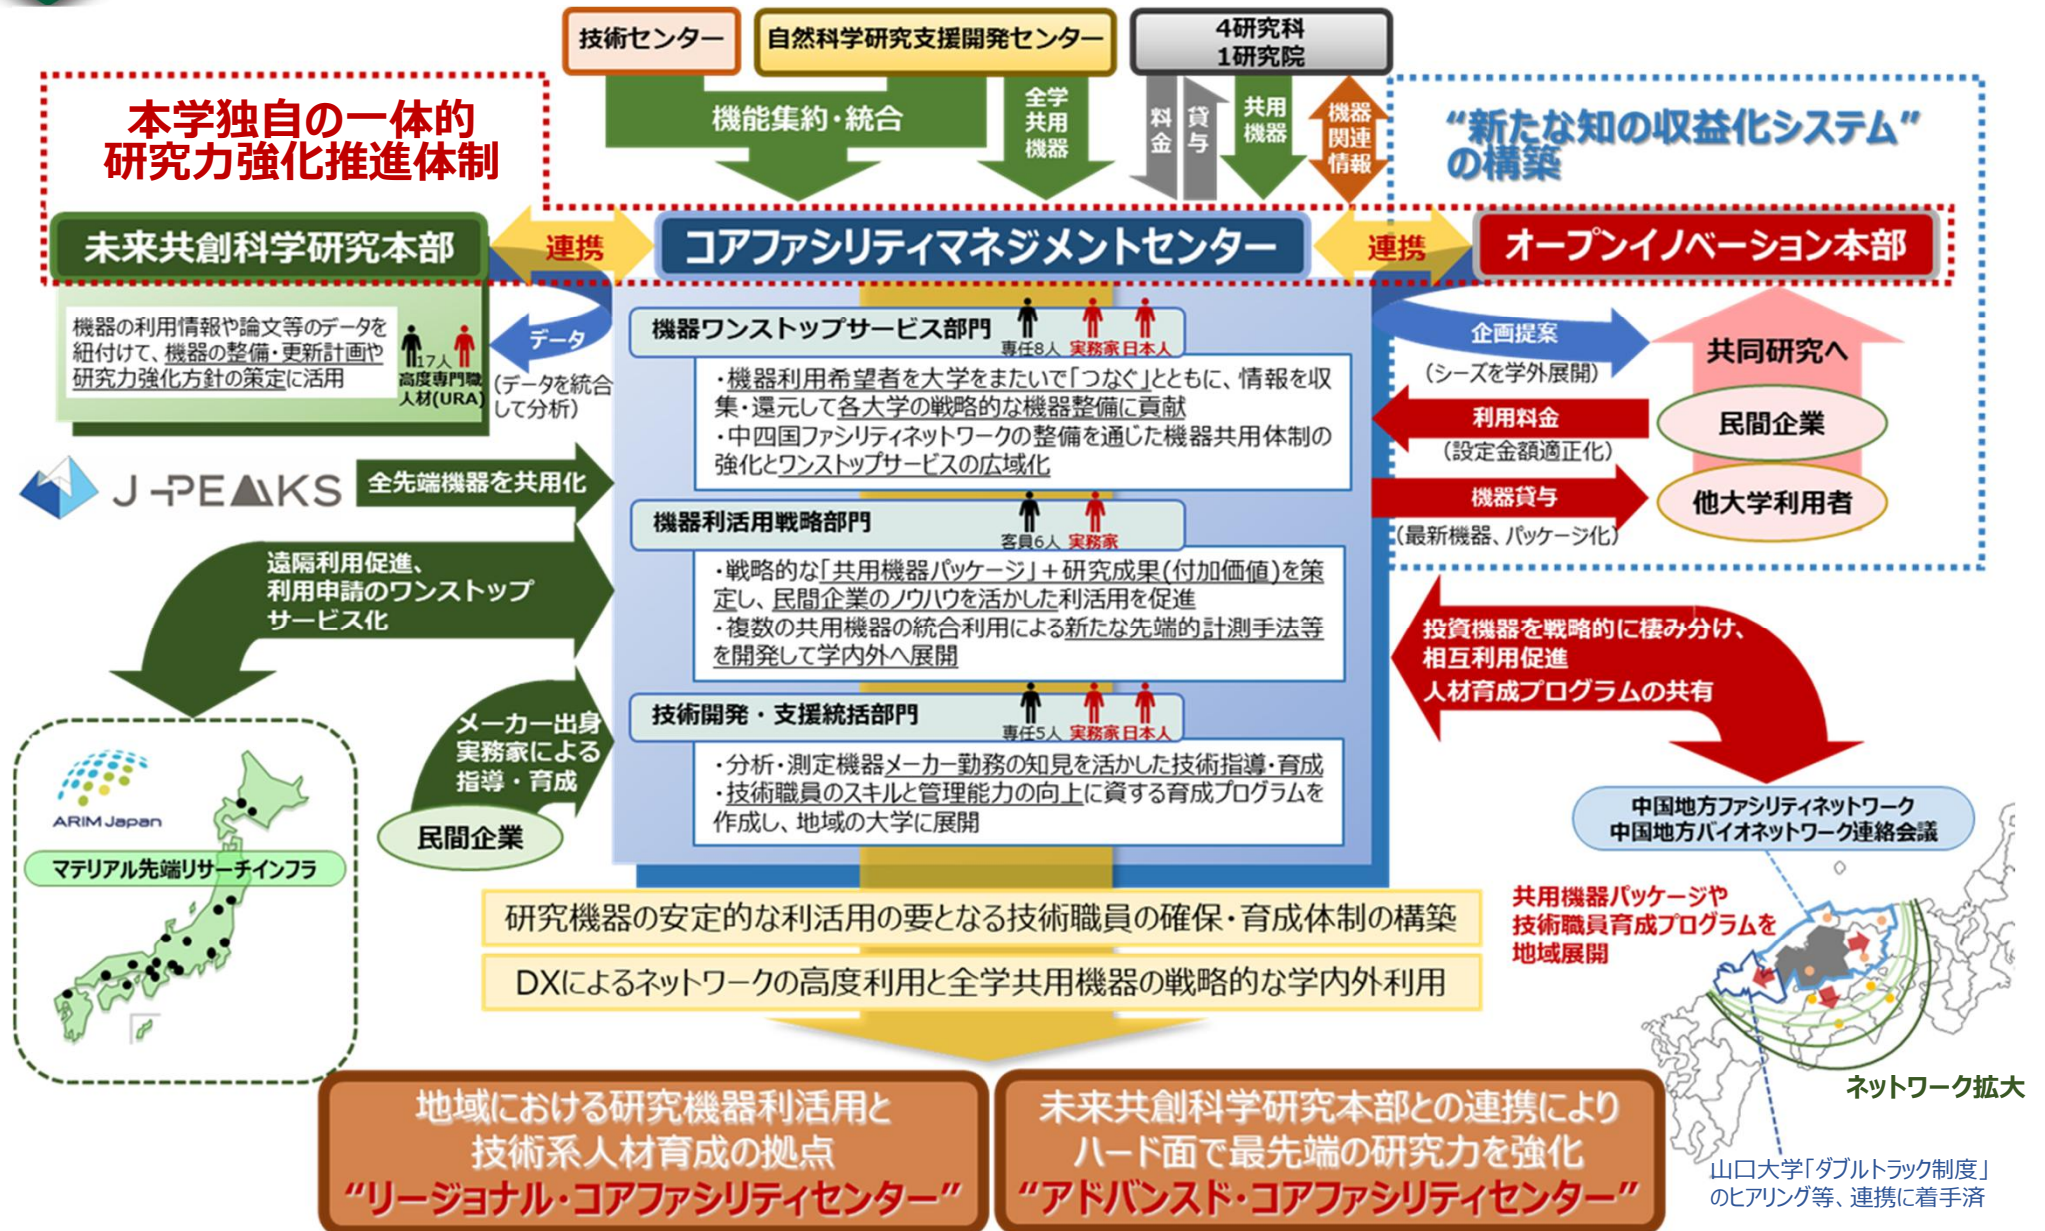 技術センター
自然科学研究支援開発センター
4研究科
1研究院
機能集約・統合
全学
共用
機器
料金
貸与
共用
機器
機器
関連
情報
本学独自の一体的
研究力強化推進体制
“新たな知の収益化システム”
の構築
未来共創科学研究本部
連携
コアファシリティマネジメントセンター
連携
オープンイノベーション本部
機器の利用情報や論文等のデータを
紐付けて、機器の整備・更新計画や
研究力強化方針の策定に活用
17人
高度専門職
人材(URA)
データ
(データを統合
して分析)
機器ワンストップサービス部門
専任8人 実務家 日本人
・機器利用希望者を大学をまたいで「つなぐ」とともに、情報を収
集・還元して各大学の戦略的な機器整備に貢献
・中四国ファシリティネットワークの整備を通じた機器共用体制の
強化とワンストップサービスの広域化
企画提案
(シーズを学外展開)
共同研究へ
利用料金
(設定金額適正化)
民間企業
機器貸与
(最新機器、パッケージ化)
他大学利用者
J-PEAKS
全先端機器を共用化
機器利活用戦略部門
客員6人 実務家
・戦略的な「共用機器パッケージ」+研究成果(付加価値)を策
定し、民間企業のノウハウを活かした利活用を促進
・複数の共用機器の統合利用による新たな先端的計測手法等
を開発して学内外へ展開
遠隔利用促進、
利用申請のワンストップ
サービス化
投資機器を戦略的に棲み分け、
相互利用促進
人材育成プログラムの共有
技術開発・支援統括部門
専任5人 実務家 日本人
・分析・測定機器メーカー勤務の知見を活かした技術指導・育成
・技術職員のスキルと管理能力の向上に資する育成プログラムを
作成し、地域の大学に展開
メーカー出身
実務家による
指導・育成
民間企業
ARIM Japan
マテリアル先端リサーチインフラ
中国地方ファシリティネットワーク
中国地方バイオネットワーク連絡会議
共用機器パッケージや
技術職員育成プログラムを
地域展開
研究機器の安定的な利活用の要となる技術職員の確保・育成体制の構築
DXによるネットワークの高度利用と全学共用機器の戦略的な学内外利用
ネットワーク拡大
山口大学「ダブルトラック制度」
のヒアリング等、連携に着手済
地域における研究機器利活用と
技術系人材育成の拠点
“リージョナル・コアファシリティセンター”
未来共創科学研究本部との連携により
ハード面で最先端の研究力を強化
“アドバンスド・コアファシリティセンター”